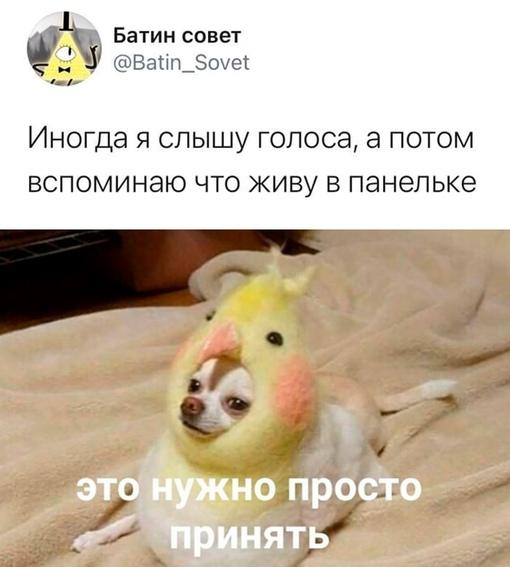 Батин совет
@Batin_Sovet
Иногда я слышу голоса, а потом
вспоминаю что живу в панельке
это нужно просто
принять